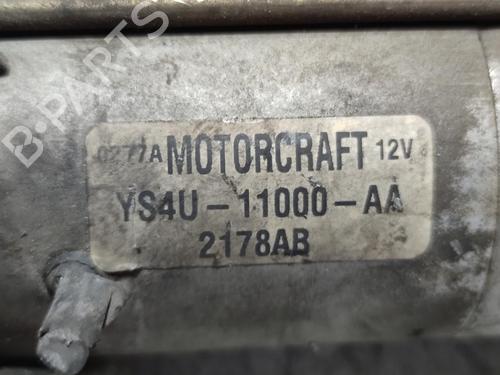 B-PARTS
0277A MOTORCRAFT 12V
YS4U-11000-AA
2178AB